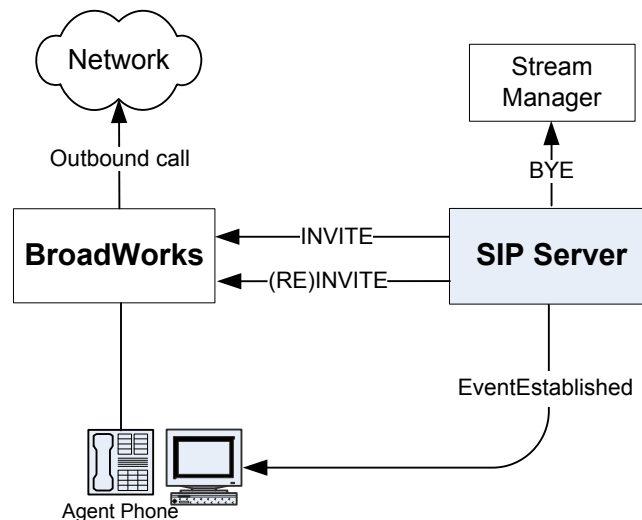 Network
Stream
Manager
Outbound call
BYE
BroadWorks
INVITE
SIP Server
(RE)INVITE
EventEstablished
Agent Phone